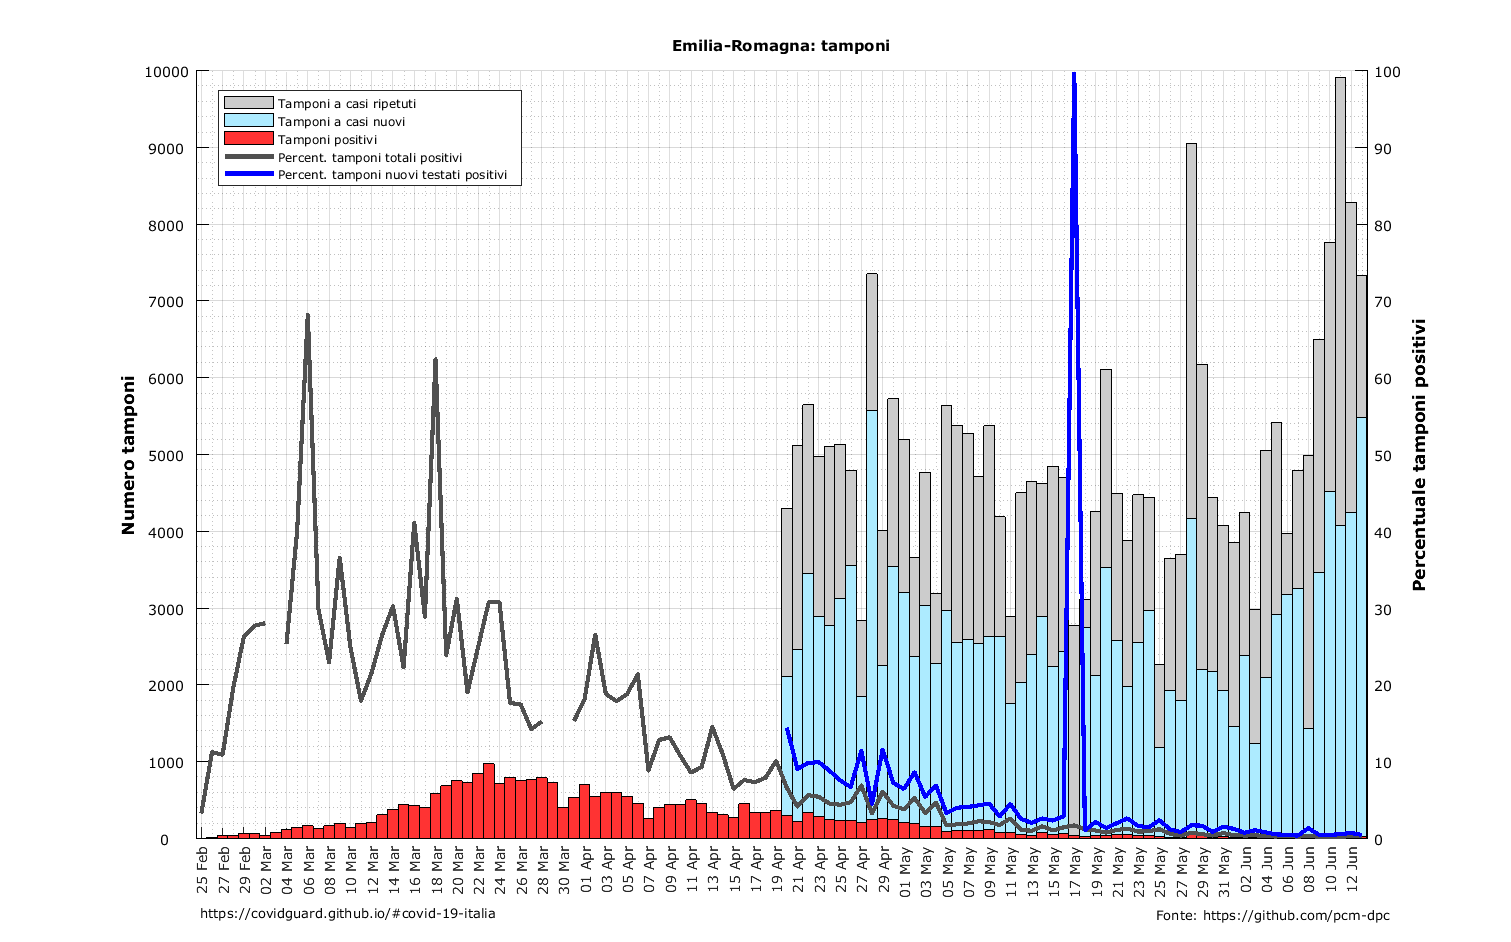 Emilia-Romagna: tamponi
Tamponi a casi ripetuti
Tamponi a casi nuovi
Tamponi positivi
Percent. tamponi totali positivi
Percent. tamponi nuovi testati positivi
Numero tamponi
10000
9000
8000
7000
6000
5000
4000
3000
2000
1000
0
Percentuale tamponi positivi
100
90
80
70
60
50
40
30
20
10
0
25 Feb
27 Feb
29 Feb
02 Mar
04 Mar
06 Mar
08 Mar
10 Mar
12 Mar
14 Mar
16 Mar
18 Mar
20 Mar
22 Mar
24 Mar
26 Mar
28 Mar
30 Mar
01 Apr
03 Apr
05 Apr
07 Apr
09 Apr
11 Apr
13 Apr
15 Apr
17 Apr
19 Apr
21 Apr
23 Apr
25 Apr
27 Apr
29 Apr
01 May
03 May
05 May
07 May
09 May
11 May
13 May
15 May
17 May
19 May
21 May
23 May
25 May
27 May
29 May
31 May
02 Jun
04 Jun
06 Jun
08 Jun
10 Jun
12 Jun
https://covidguard.github.io/#covid-19-italia
Fonte: https://github.com/pcm-dpc